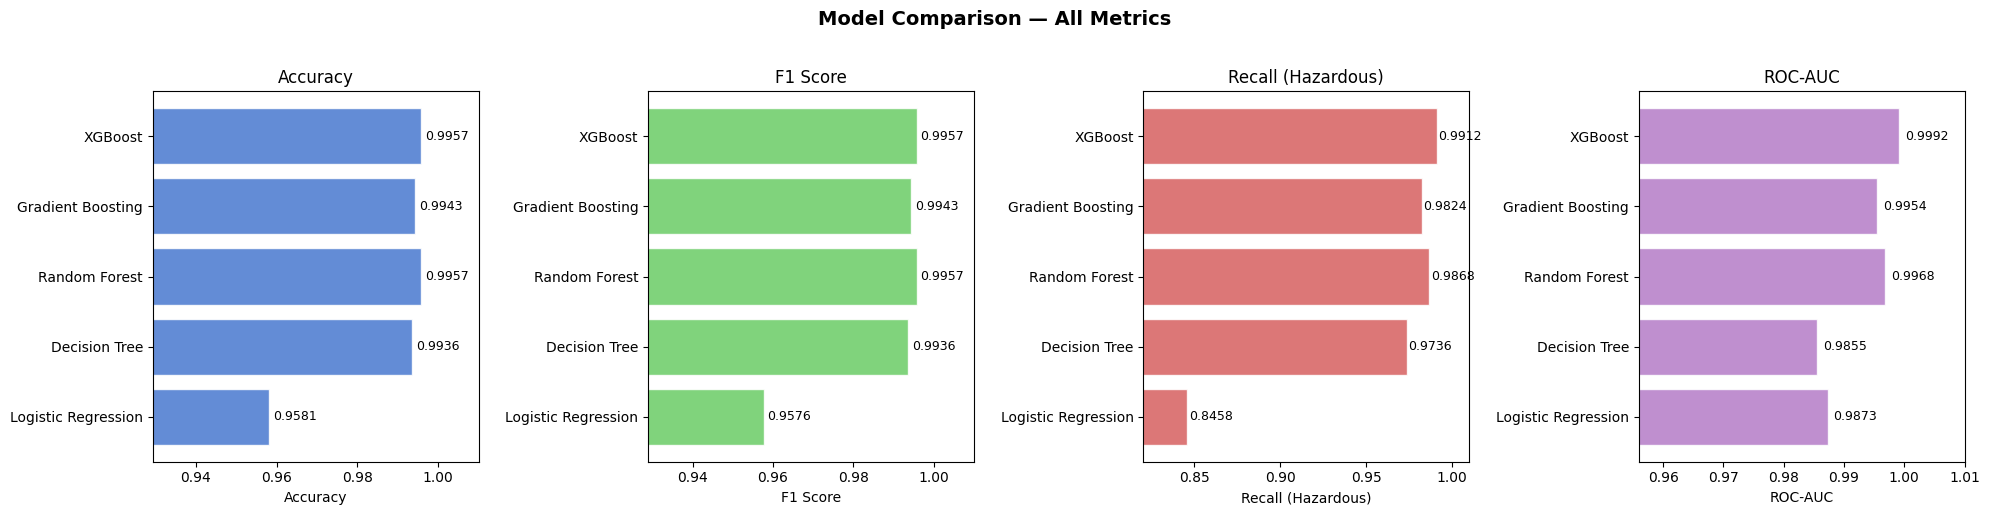 Model Comparison — All Metrics
Accuracy
XGBoost
0.9957
Gradient Boosting
0.9943
Random Forest
0.9957
Decision Tree
0.9936
Logistic Regression
0.9581
0.94 0.96 0.98 1.00
Accuracy
F1 Score
XGBoost
0.9957
Gradient Boosting
0.9943
Random Forest
0.9957
Decision Tree
0.9936
Logistic Regression
0.9576
0.94 0.96 0.98 1.00
F1 Score
Recall (Hazardous)
XGBoost
0.9912
Gradient Boosting
0.9824
Random Forest
0.9868
Decision Tree
0.9736
Logistic Regression
0.8458
0.85 0.90 0.95 1.00
Recall (Hazardous)
ROC-AUC
XGBoost
0.9992
Gradient Boosting
0.9954
Random Forest
0.9968
Decision Tree
0.9855
Logistic Regression
0.9873
0.96 0.97 0.98 0.99 1.00 1.01
ROC-AUC